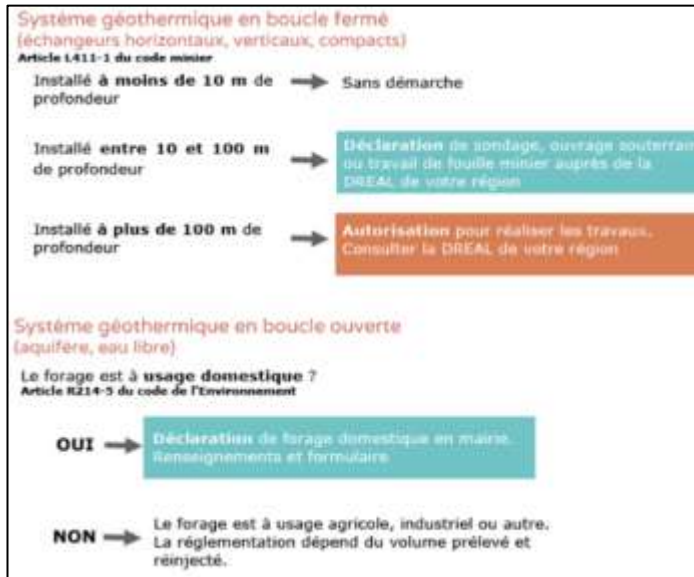 Système géothermique en boucle fermé
(échangeurs horizontaux, verticaux, compacts)
Article L411-1 du code minier
Installé à moins de 10 m de
profondeur
Sans démarche
Installé entre 10 et 100 m
de profondeur
Déclaration de sondage, ouvrage souterrain
ou travail de fouille minier auprès de la
DREAL de votre région
Installé à plus de 100 m de
profondeur
Autorisation pour réaliser les travaux.
Consulter la DREAL de votre région
Système géothermique en boucle ouverte
(aquifère, eau libre)
Le forage est à usage domestique ?
Article R214-5 du code de l'Environnement
OUI
Déclaration de forage domestique en mairie.
Renseignements et formulaire
NON
Le forage est à usage agricole, industriel ou autre.
La réglementation dépend du volume prélevé et
réinjecté.